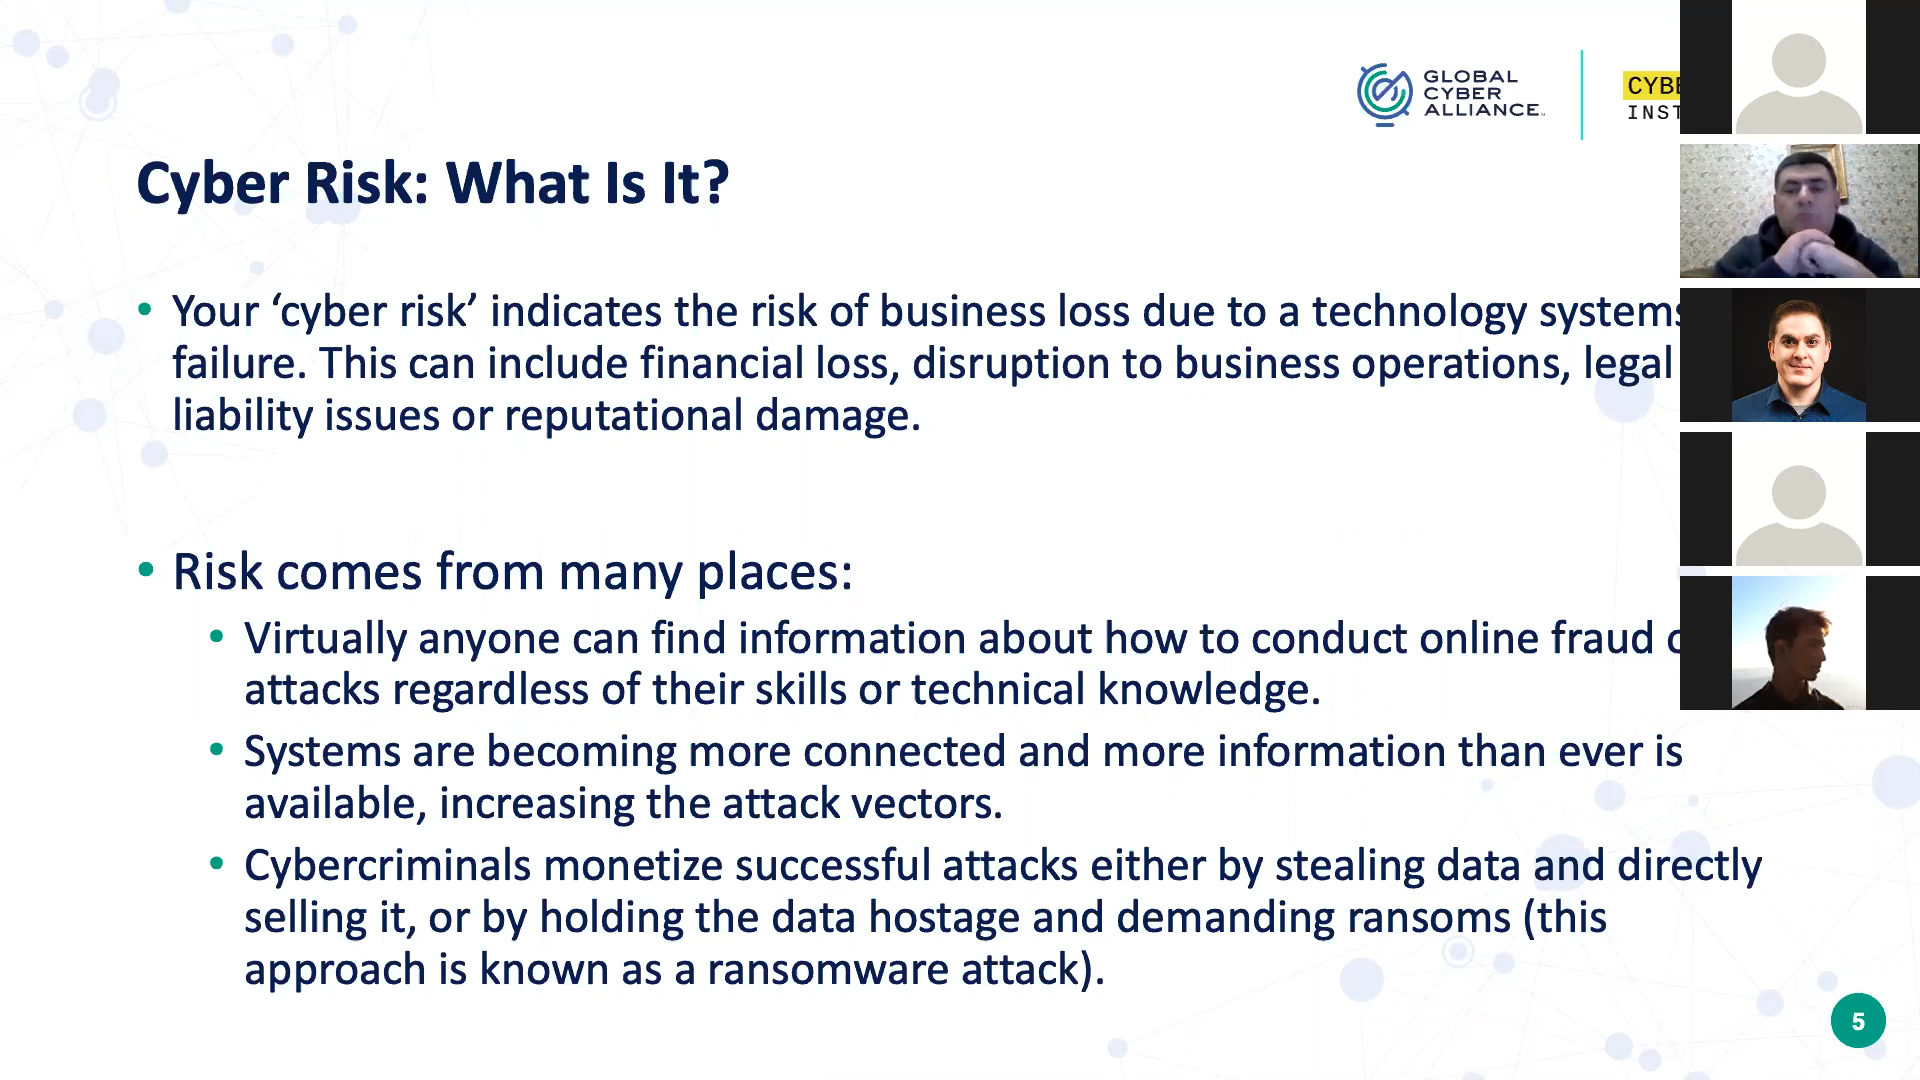 GLOBAL
CYBER
ALLIANCE
Cyber Risk: What Is It?
• Your ‘cyber risk’ indicates the risk of business loss due to a technology systems
failure. This can include financial loss, disruption to business operations, legal
liability issues or reputational damage.
• Risk comes from many places:
• Virtually anyone can find information about how to conduct online fraud
attacks regardless of their skills or technical knowledge.
• Systems are becoming more connected and more information than ever is
available, increasing the attack vectors.
• Cybercriminals monetize successful attacks either by stealing data and directly
selling it, or by holding the data hostage and demanding ransoms (this
approach is known as a ransomware attack).
5